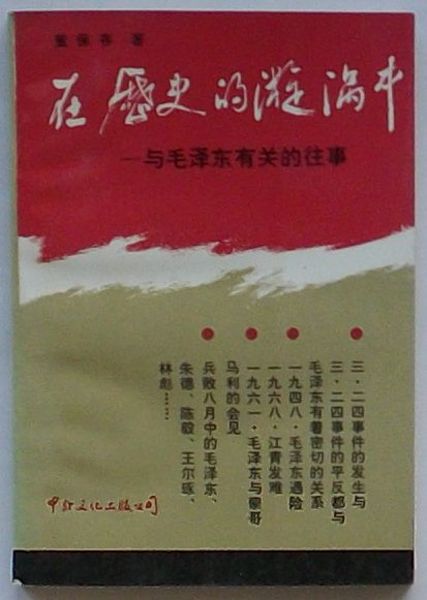 董保存 著
在歷史的漩涡中
—与毛泽东有关的往事
三·二四事件的发生与
三·二四事件的平反都与
毛泽东有着密切的关系
一九四八·毛泽东遇险
一九六八·江青发难
一九六一·毛泽东与蒙哥
马利的会见
兵败八月中的毛泽东、
朱德、陈毅、王尔琢、
林彪……
中外文化出版公司